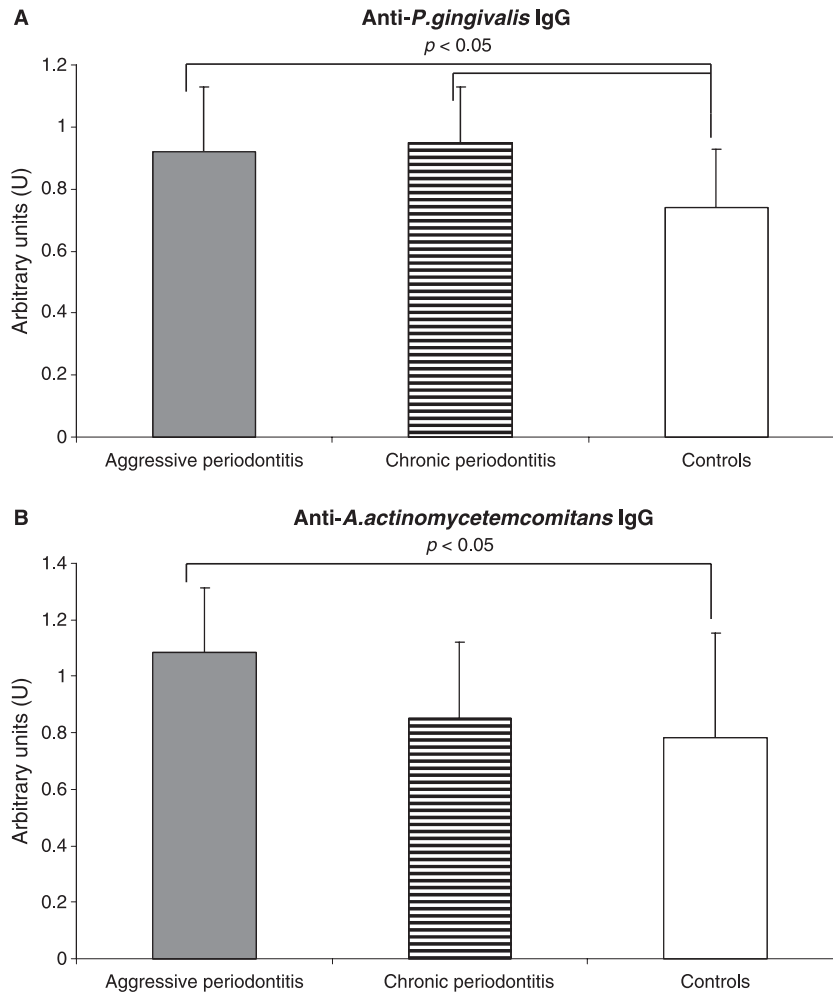 A
Anti-P.gingivalis IgG
p < 0.05
1.2
1
0.8
0.6
0.4
0.2
0
Arbitrary units (U)
Aggressive periodontitis
Chronic periodontitis
Controls
B
Anti-A.actinomycetemcomitans IgG
p < 0.05
1.4
1.2
1
0.8
0.6
0.4
0.2
0
Arbitrary units (U)
Aggressive periodontitis
Chronic periodontitis
Controls